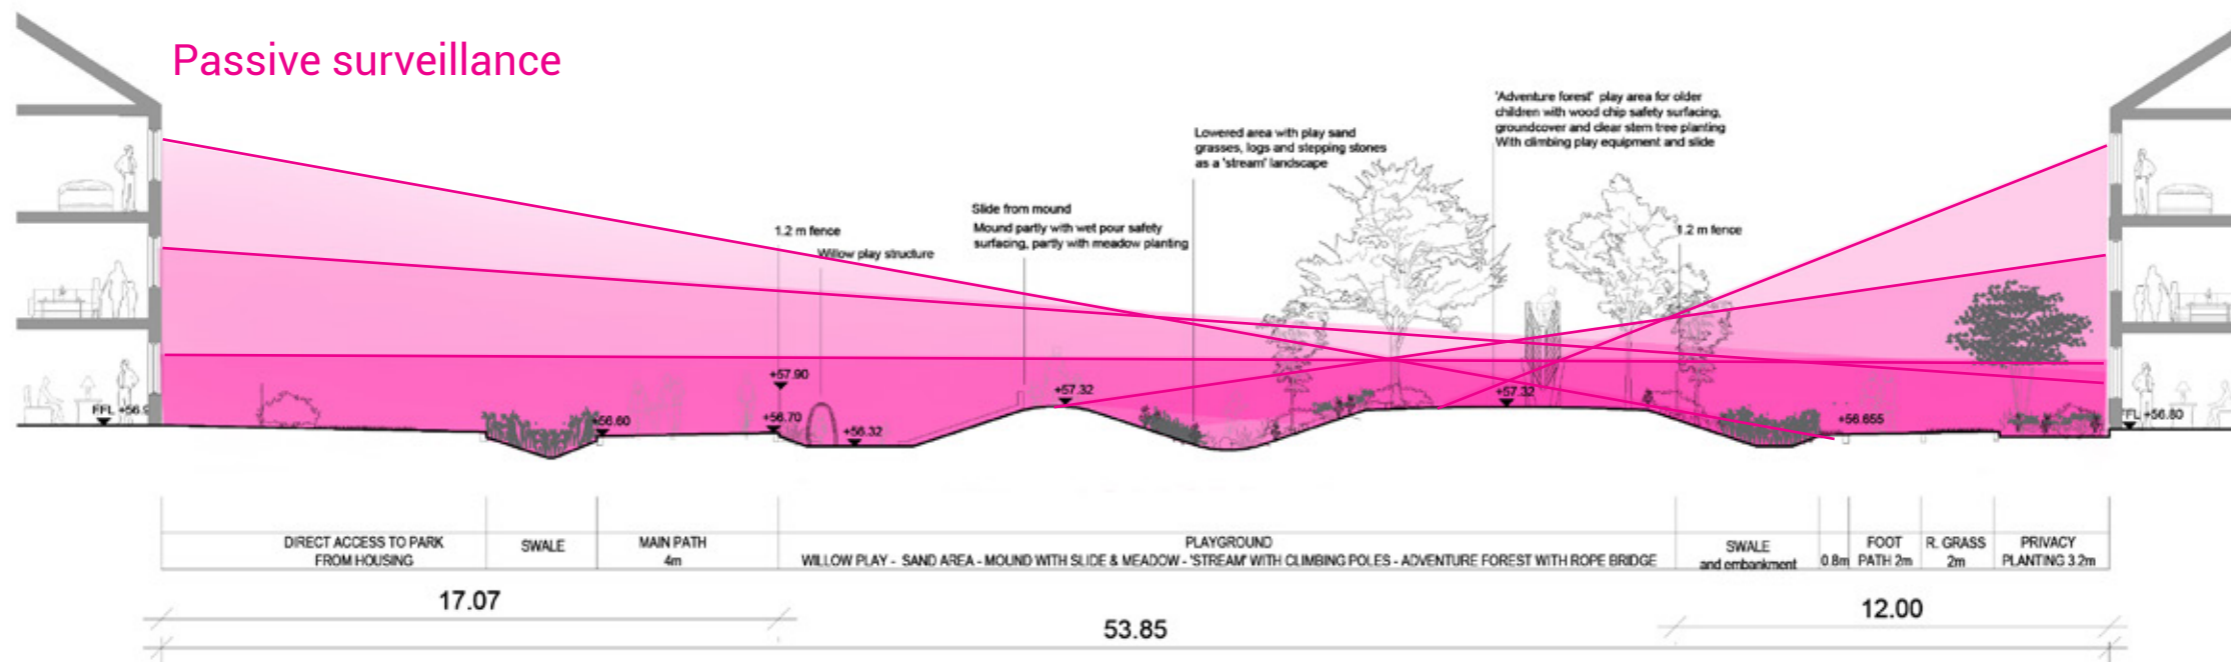 Passive surveillance
'Adventure forest' play area for older
children with wood chip safety surfacing,
groundcover and clear stem tree planting
With climbing play equipment and slide
Lowered area with play sand
grasses, logs and stepping stones
as a 'stream' landscape
Slide from mound
Mound partly with wet pour safety
surfacing, partly with meadow planting
1.2 m fence
Willow play structure
1.2 m fence
+57.90
+57.32
+57.32
FFL +56.9
+56.60
+56.70
+56.32
+56.655
FFL +56.80
DIRECT ACCESS TO PARK
FROM HOUSING
SWALE
MAIN PATH
4m
PLAYGROUND
WILLOW PLAY - SAND AREA - MOUND WITH SLIDE & MEADOW - 'STREAM' WITH CLIMBING POLES - ADVENTURE FOREST WITH ROPE BRIDGE
SWALE
and embankment
0.8m
FOOT
PATH 2m
R. GRASS
2m
PRIVACY
PLANTING 3.2m
17.07
12.00
53.85